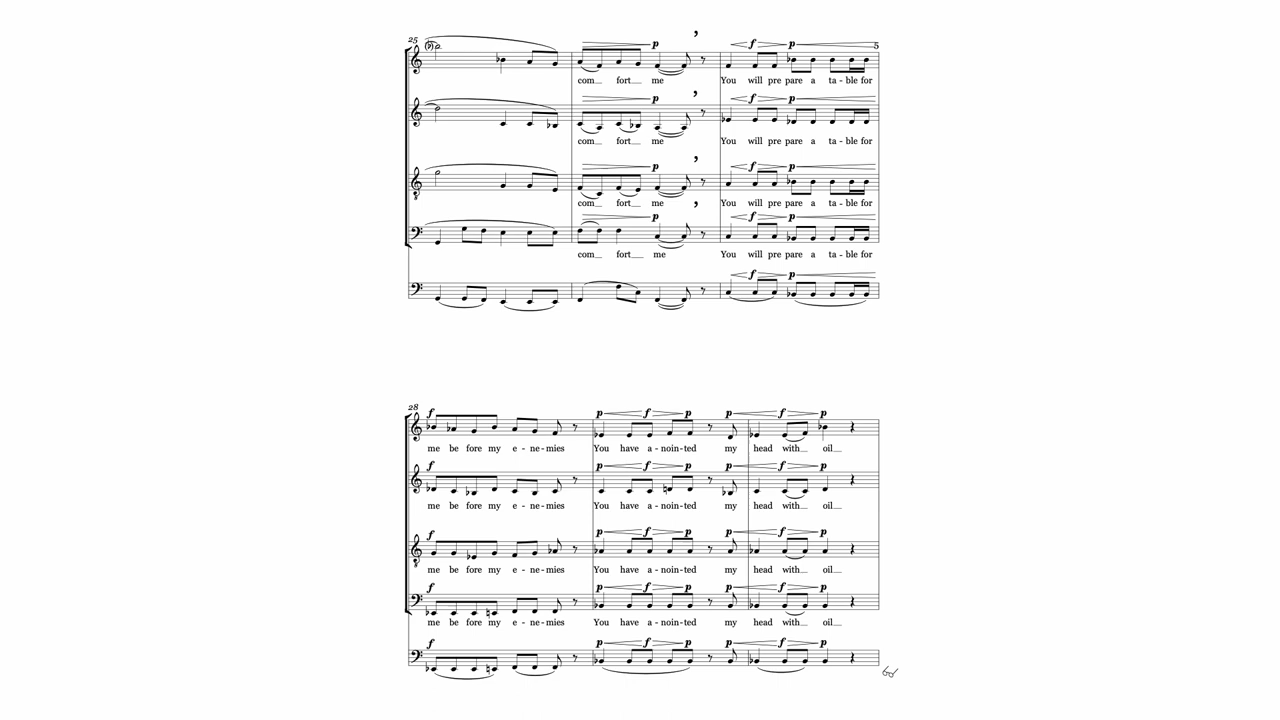 25
p p 5
f
com_ fort_ me You will pre pare a ta - ble for
p f p
com_ fort_ me You will pre pare a ta - ble for
p f p
com_ fort_ me You will pre pare a ta - ble for
p f p
com_ fort_ me You will pre pare a ta - ble for
f p
28
f p f p p f p
me be fore my e - ne - mies You have a - noin - ted my head with_ oil_
f p f p p f p
me be fore my e - ne - mies You have a - noin - ted my head with_ oil_
f p f p p f p
me be fore my e - ne - mies You have a - noin - ted my head with_ oil_
f p f p p f p
me be fore my e - ne - mies You have a - noin - ted my head with_ oil_
f p f p p f p